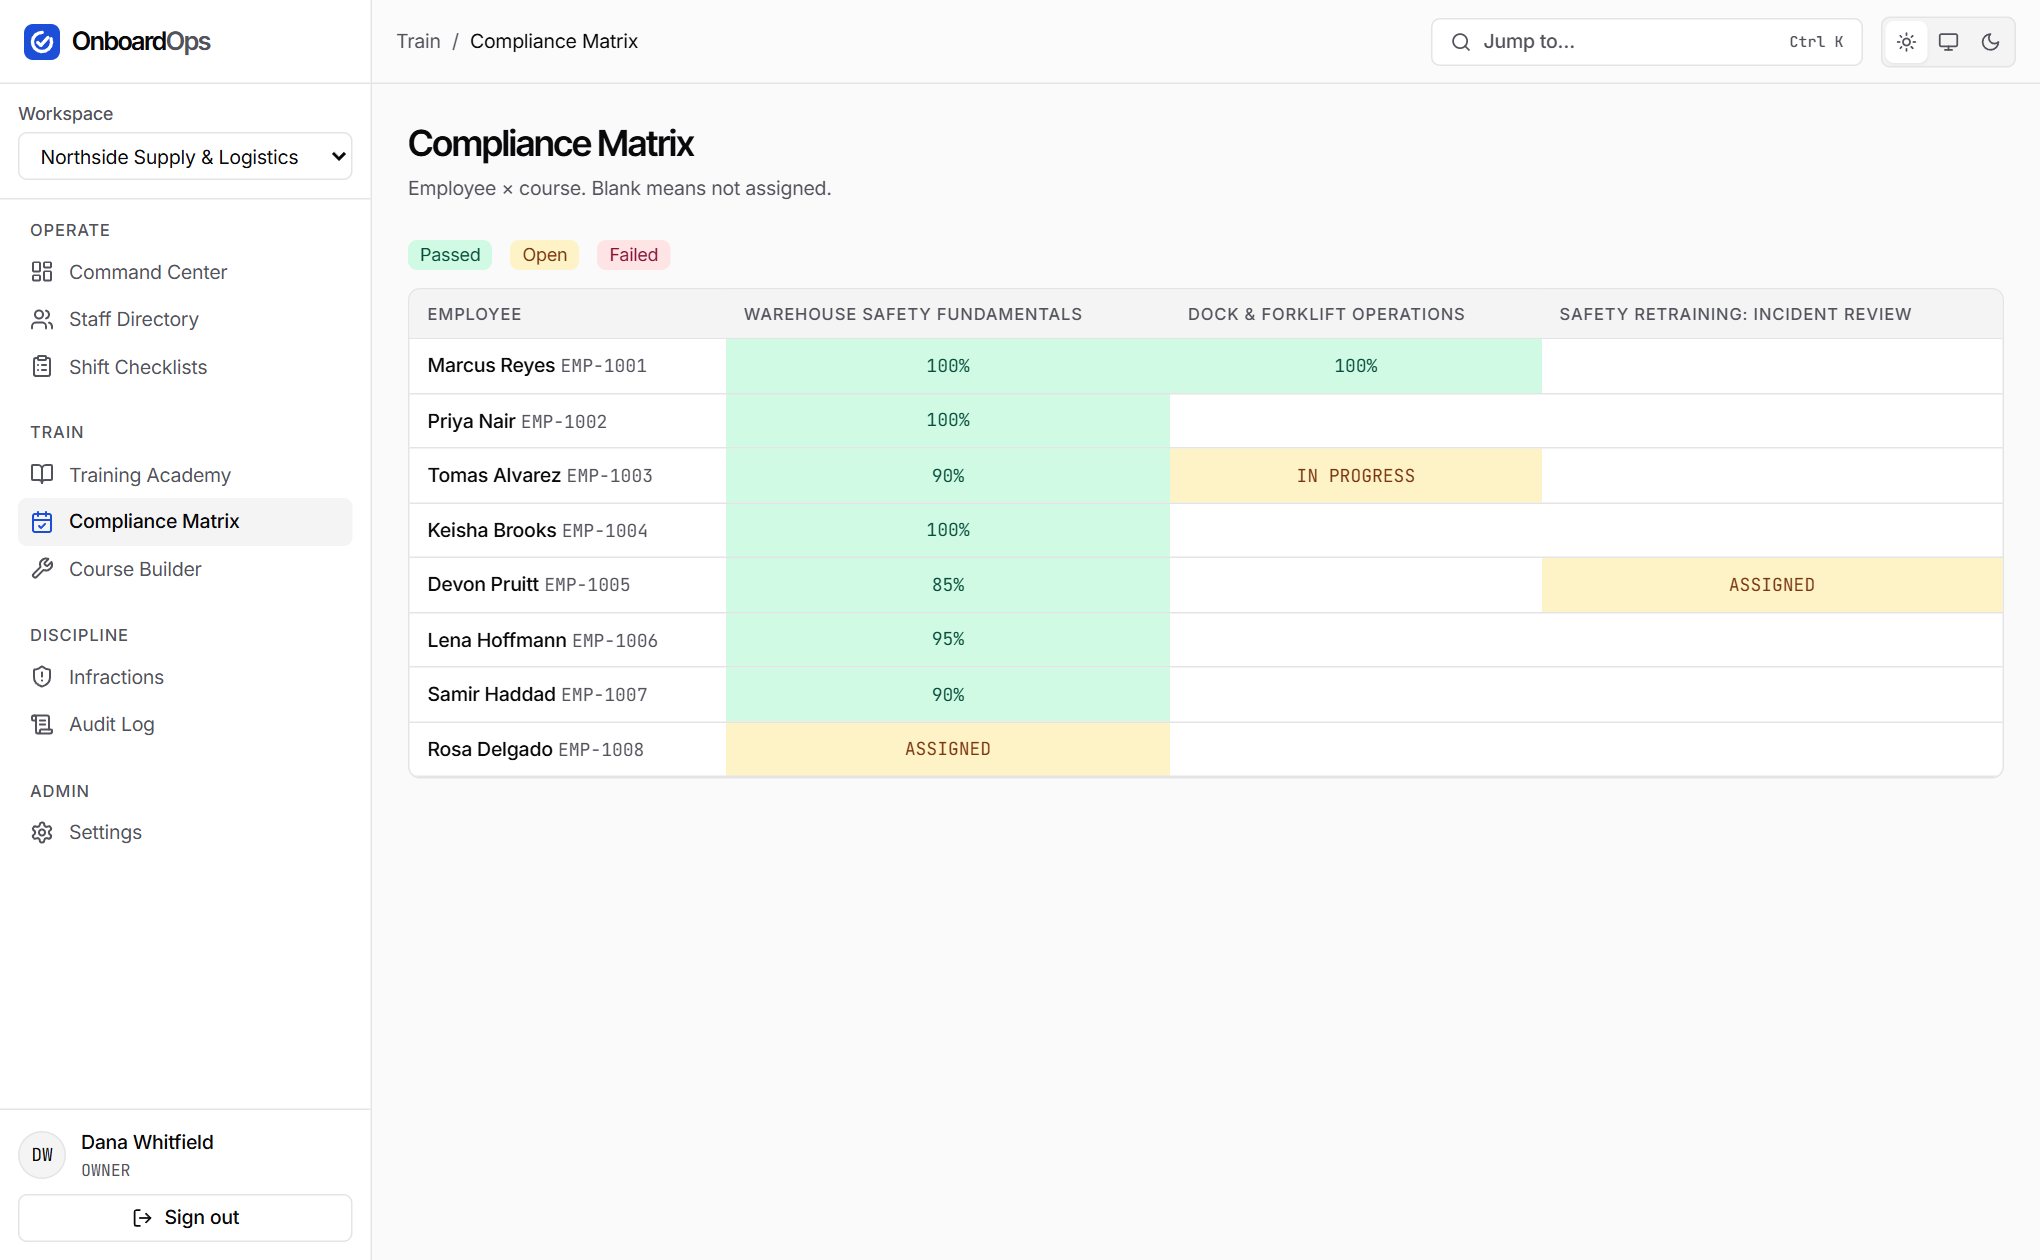 OnboardOps
Train / Compliance Matrix
Jump to... Ctrl K
Workspace
Northside Supply & Logistics
OPERATE
Command Center
Staff Directory
Shift Checklists
TRAIN
Training Academy
Compliance Matrix
Course Builder
DISCIPLINE
Infractions
Audit Log
ADMIN
Settings
DW
Dana Whitfield
OWNER
Sign out
Compliance Matrix
Employee × course. Blank means not assigned.
Passed Open Failed
EMPLOYEE WAREHOUSE SAFETY FUNDAMENTALS DOCK & FORKLIFT OPERATIONS SAFETY RETRAINING: INCIDENT REVIEW
Marcus Reyes EMP-1001 100% 100%
Priya Nair EMP-1002 100%
Tomas Alvarez EMP-1003 90% IN PROGRESS
Keisha Brooks EMP-1004 100%
Devon Pruitt EMP-1005 85% ASSIGNED
Lena Hoffmann EMP-1006 95%
Samir Haddad EMP-1007 90%
Rosa Delgado EMP-1008 ASSIGNED